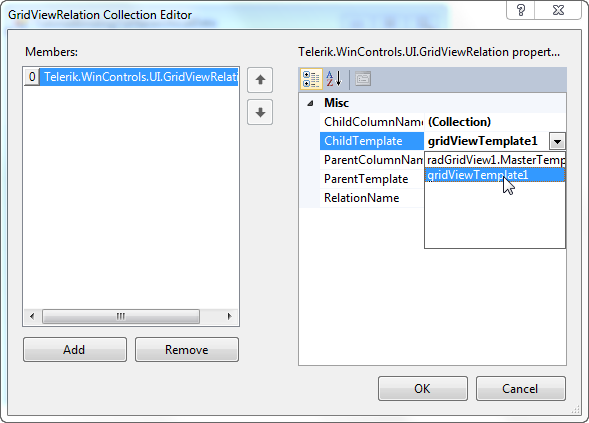 GridViewRelation Collection Editor
Members:
Telerik.WinControls.UI.GridViewRelation propert...
0 Telerik.WinControls.UI.GridViewRelati
Misc
ChildColumnName (Collection)
ChildTemplate gridViewTemplate1
ParentColumnNam radGridView1.MasterTemp
ParentTemplate gridViewTemplate1
RelationName
Add Remove
OK Cancel